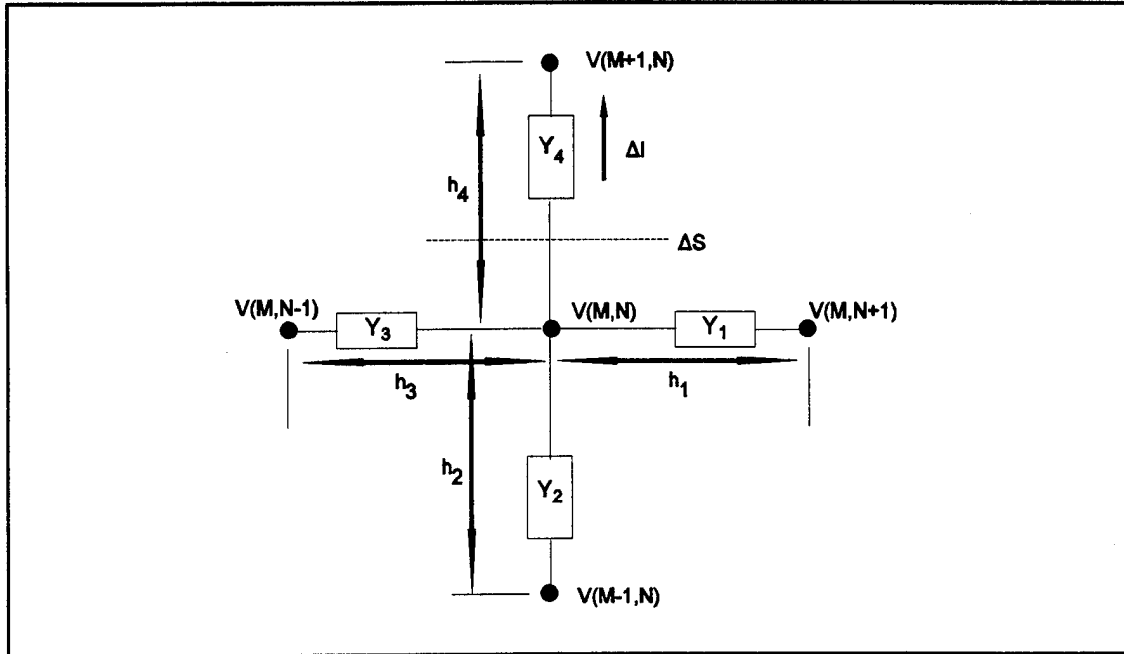 V(M+1,N)
Y4
ΔI
h4
ΔS
V(M,N-1)
V(M,N)
V(M,N+1)
Y3
Y1
h3
h1
h2
Y2
V(M-1,N)